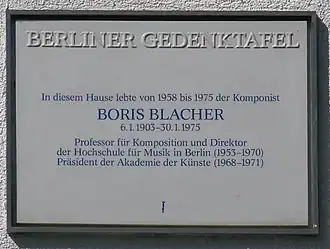 BERLINER GEDENKTAFEL
In diesem Hause lebte von 1958 bis 1975 der Komponist
BORIS BLACHER
6.1.1903–30.1.1975
Professor für Komposition und Direktor
der Hochschule für Musik in Berlin (1953–1970)
Präsident der Akademie der Künste (1968–1971)